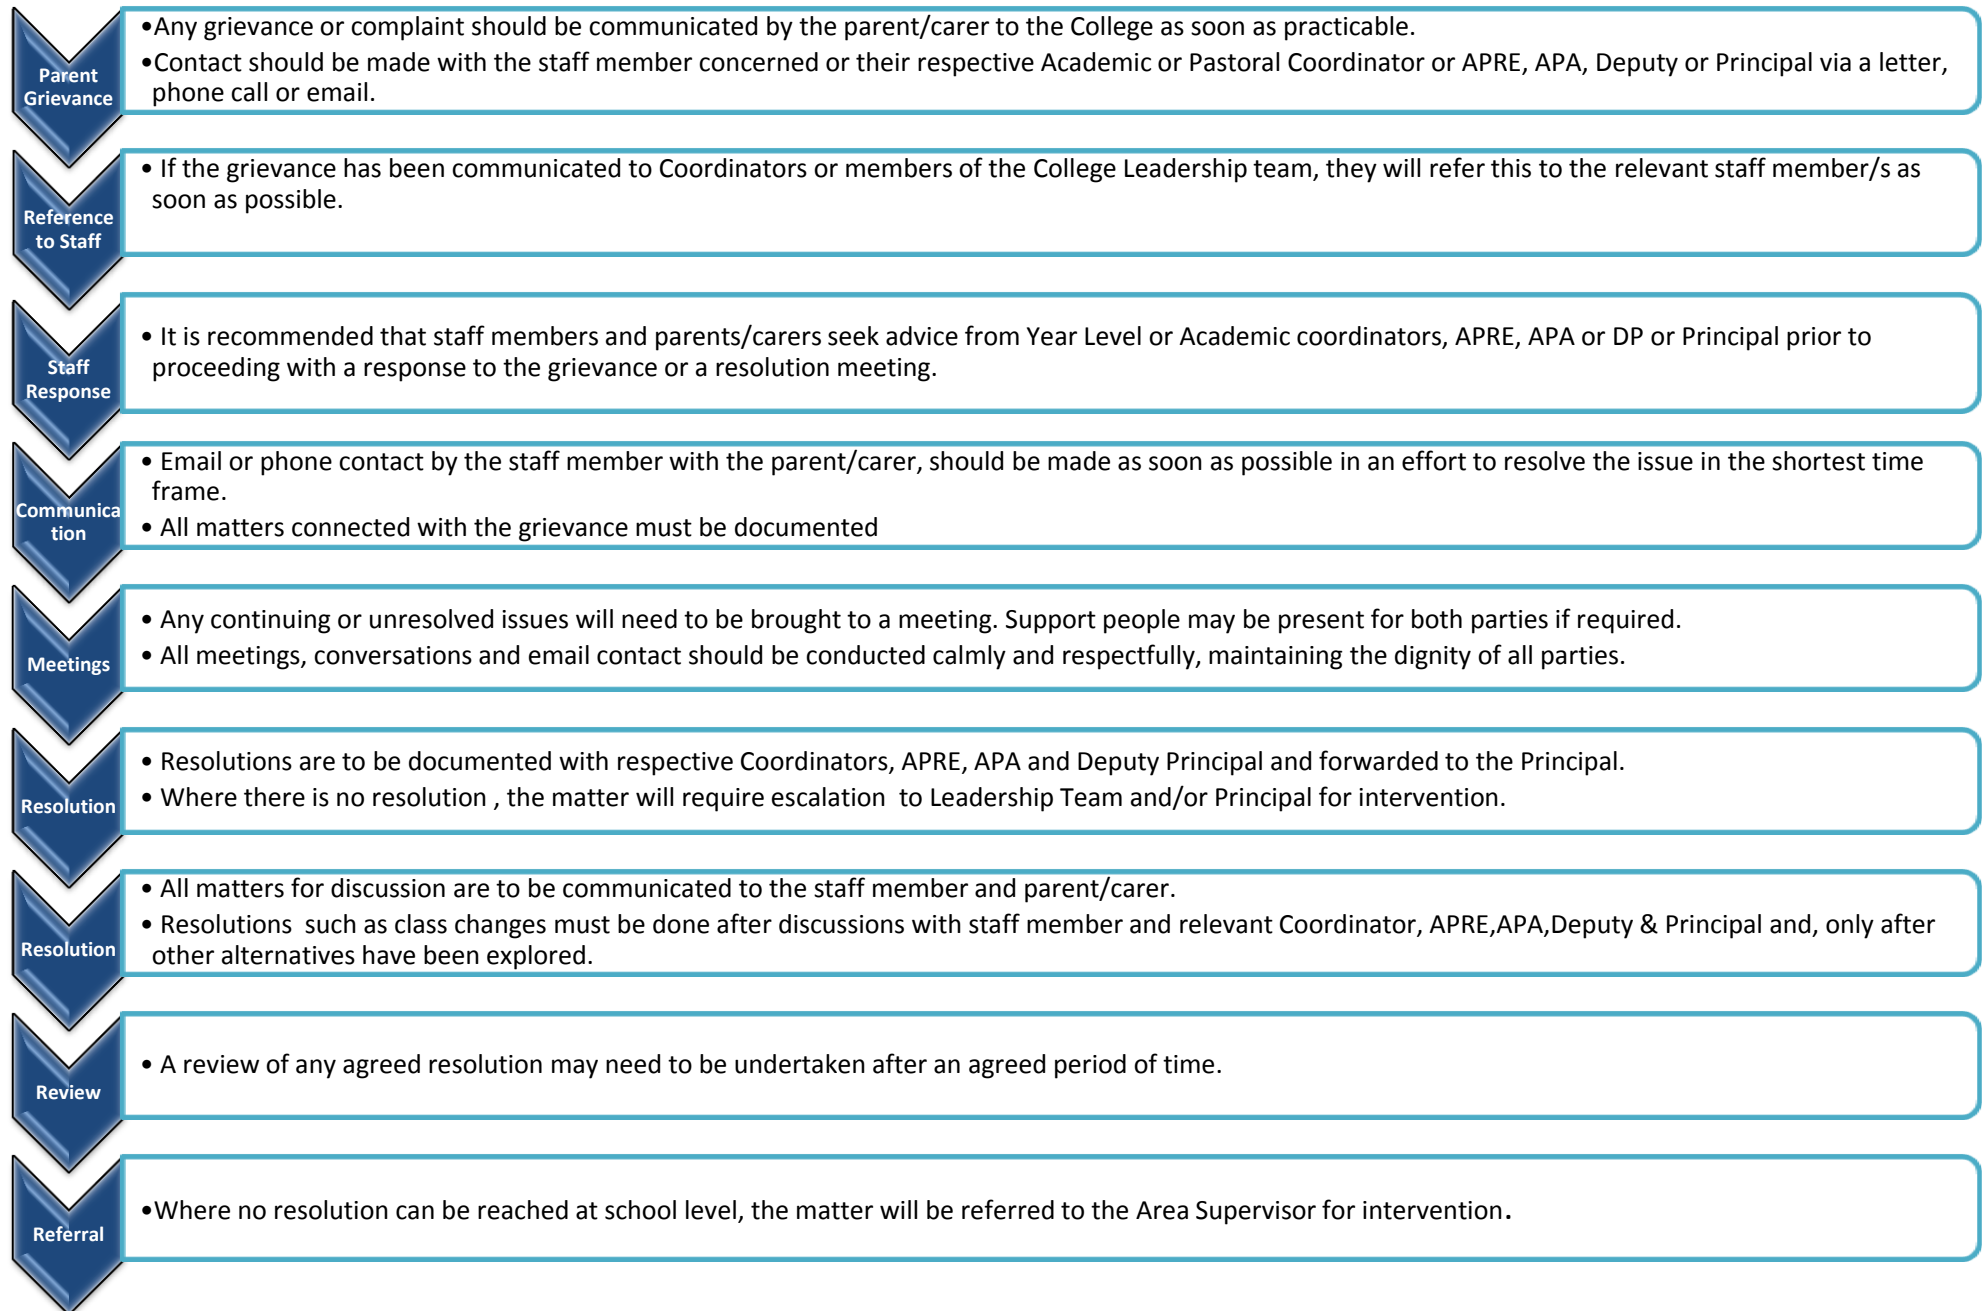 Parent
Grievance
•Any grievance or complaint should be communicated by the parent/carer to the College as soon as practicable.
•Contact should be made with the staff member concerned or their respective Academic or Pastoral Coordinator or APRE, APA, Deputy or Principal via a letter,
phone call or email.
Reference
to Staff
• If the grievance has been communicated to Coordinators or members of the College Leadership team, they will refer this to the relevant staff member/s as
soon as possible.
Staff
Response
• It is recommended that staff members and parents/carers seek advice from Year Level or Academic coordinators, APRE, APA or DP or Principal prior to
proceeding with a response to the grievance or a resolution meeting.
Communica
tion
• Email or phone contact by the staff member with the parent/carer, should be made as soon as possible in an effort to resolve the issue in the shortest time
frame.
• All matters connected with the grievance must be documented
Meetings
• Any continuing or unresolved issues will need to be brought to a meeting. Support people may be present for both parties if required.
• All meetings, conversations and email contact should be conducted calmly and respectfully, maintaining the dignity of all parties.
Resolution
• Resolutions are to be documented with respective Coordinators, APRE, APA and Deputy Principal and forwarded to the Principal.
• Where there is no resolution , the matter will require escalation  to Leadership Team and/or Principal for intervention.
Resolution
• All matters for discussion are to be communicated to the staff member and parent/carer.
• Resolutions  such as class changes must be done after discussions with staff member and relevant Coordinator, APRE,APA,Deputy & Principal and, only after
other alternatives have been explored.
Review
• A review of any agreed resolution may need to be undertaken after an agreed period of time.
Referral
•Where no resolution can be reached at school level, the matter will be referred to the Area Supervisor for intervention.